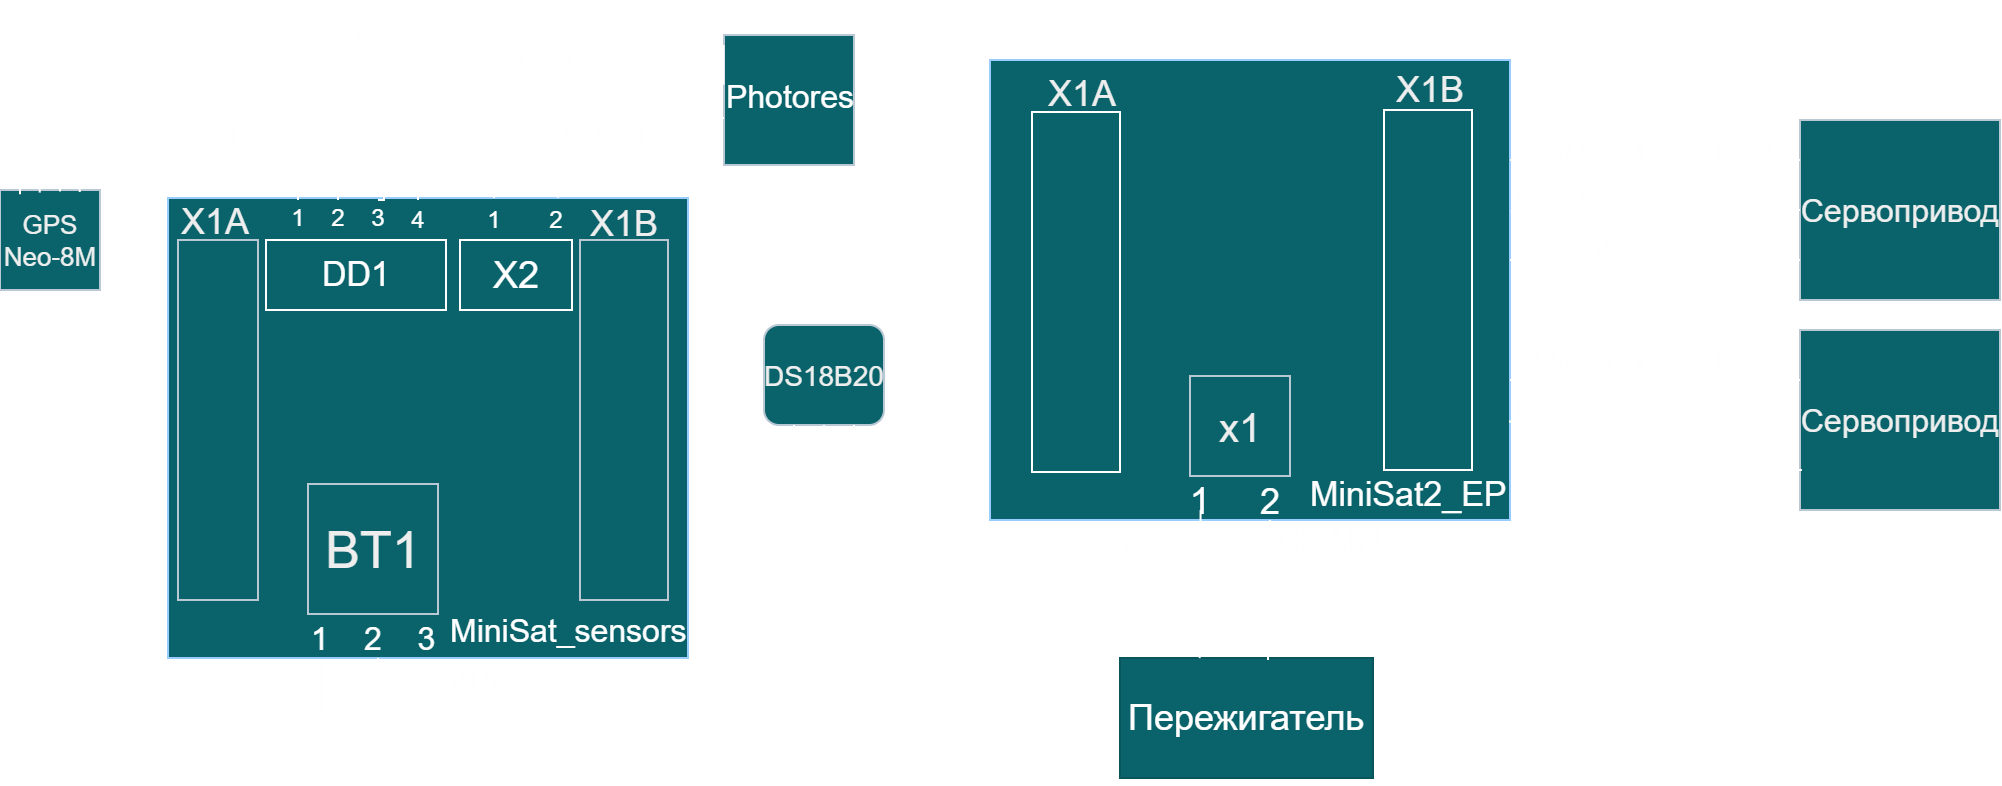 Photores
X1A
X1B
GPS
Neo-8M
X1A
1 2 3 4
1 2
X1B
DD1
X2
Сервопривод
DS18B20
x1
Сервопривод
1 2
MiniSat2_EP
BT1
1 2 3
MiniSat_sensors
Пережигатель